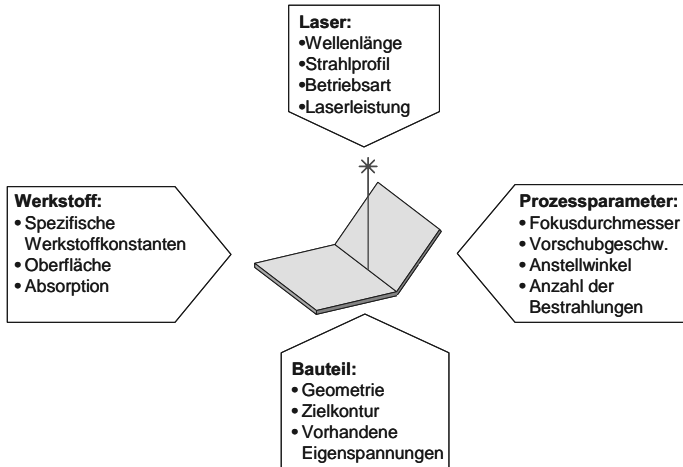 Laser:
•Wellenlänge
•Strahlprofil
•Betriebsart
•Laserleistung
Werkstoff:
• Spezifische
Werkstoffkonstanten
• Oberfläche
• Absorption
Prozessparameter:
• Fokusdurchmesser
• Vorschubgeschw.
• Anstellwinkel
• Anzahl der
Bestrahlungen
Bauteil:
• Geometrie
• Zielkontur
• Vorhandene
Eigenspannungen